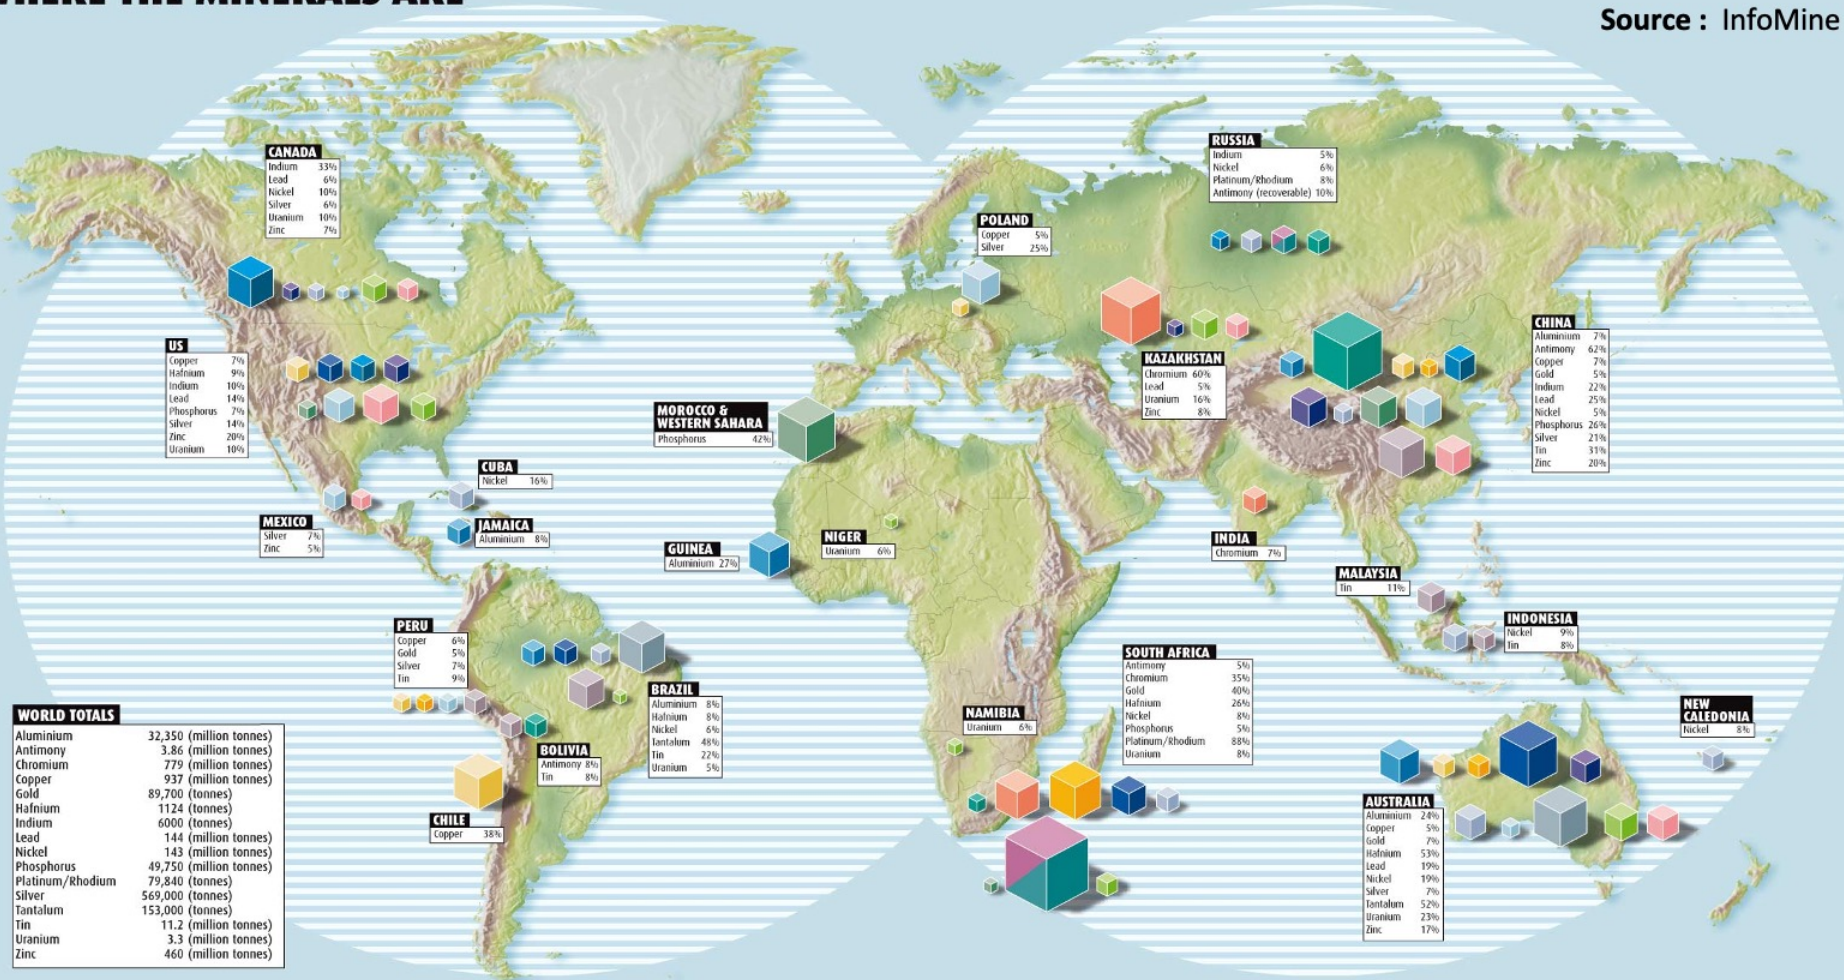 WHERE THE MINERALS ARE
Source : InfoMine
CANADA
Indium 33%
Lead 6%
Nickel 10%
Silver 6%
Uranium 10%
Zinc 7%
RUSSIA
Indium 5%
Nickel 6%
Platinum/Rhodium 8%
Antimony (recoverable) 10%
POLAND
Copper 5%
Silver 25%
US
Copper 7%
Hafnium 9%
Indium 10%
Lead 14%
Phosphorus 7%
Silver 14%
Zinc 20%
Uranium 10%
KAZAKHSTAN
Chromium 60%
Lead 5%
Uranium 16%
Zinc 8%
CHINA
Aluminium 7%
Antimony 62%
Copper 7%
Gold 5%
Indium 22%
Lead 25%
Nickel 5%
Phosphorus 26%
Silver 21%
Tin 31%
Zinc 20%
MOROCCO &
WESTERN SAHARA
Phosphorus 42%
CUBA
Nickel 16%
MEXICO
Silver 7%
Zinc 5%
JAMAICA
Aluminium 8%
GUINEA
Aluminium 27%
NIGER
Uranium 6%
INDIA
Chromium 7%
MALAYSIA
Tin 11%
INDONESIA
Nickel 9%
Tin 8%
PERU
Copper 6%
Gold 5%
Silver 7%
Tin 9%
BRAZIL
Aluminium 8%
Hafnium 8%
Nickel 6%
Tantalum 48%
Tin 22%
Uranium 5%
BOLIVIA
Antimony 8%
Tin 8%
CHILE
Copper 38%
NAMIBIA
Uranium 6%
SOUTH AFRICA
Antimony 5%
Chromium 35%
Gold 40%
Hafnium 26%
Nickel 8%
Phosphorus 5%
Platinum/Rhodium 88%
Uranium 8%
NEW
CALEDONIA
Nickel 8%
AUSTRALIA
Aluminium 24%
Copper 5%
Gold 7%
Hafnium 53%
Lead 19%
Nickel 19%
Silver 7%
Tantalum 52%
Uranium 23%
Zinc 17%
WORLD TOTALS
Aluminium 32,350 (million tonnes)
Antimony 3.86 (million tonnes)
Chromium 779 (million tonnes)
Copper 937 (million tonnes)
Gold 89,700 (tonnes)
Hafnium 1124 (tonnes)
Indium 6000 (tonnes)
Lead 144 (million tonnes)
Nickel 143 (million tonnes)
Phosphorus 49,750 (million tonnes)
Platinum/Rhodium 79,840 (tonnes)
Silver 569,000 (tonnes)
Tantalum 153,000 (tonnes)
Tin 11.2 (million tonnes)
Uranium 3.3 (million tonnes)
Zinc 460 (million tonnes)